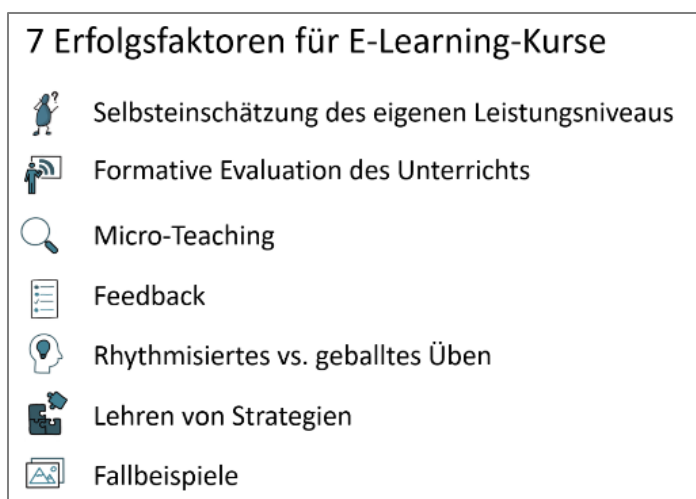 7 Erfolgsfaktoren für E-Learning-Kurse
?
Selbsteinschätzung des eigenen Leistungsniveaus
Formative Evaluation des Unterrichts
Micro-Teaching
Feedback
Rhythmisiertes vs. geballtes Üben
Lehren von Strategien
Fallbeispiele